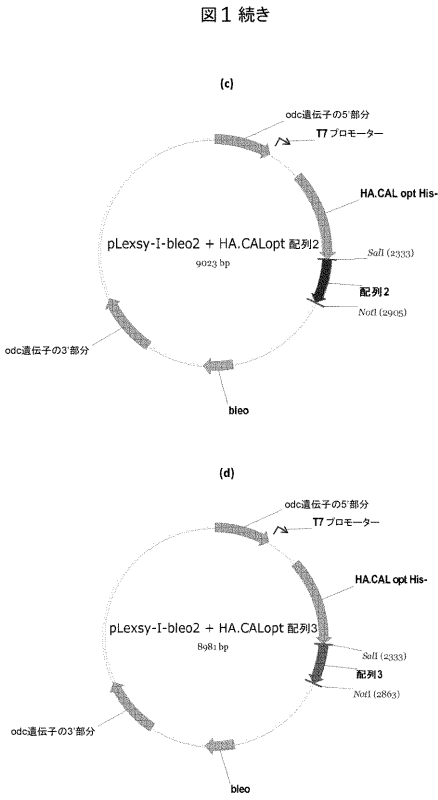 図1 続き
(c)
odc遺伝子の5'部分
T7 プロモーター
HA.CAL opt His-
pLexsy-I-bleo2 + HA.CALopt 配列2
9023 bp
SalI (2333)
配列2
NotI (2905)
odc遺伝子の3'部分
bleo
(d)
odc遺伝子の5'部分
T7 プロモーター
HA.CAL opt His-
pLexsy-I-bleo2 + HA.CALopt 配列3
8981 bp
SalI (2333)
配列3
NotI (2863)
odc遺伝子の3'部分
bleo